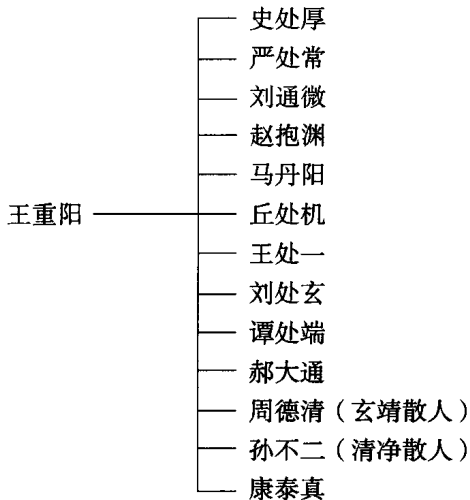 史处厚
严处常
刘通微
赵抱渊
马丹阳
王重阳 丘处机
王处一
刘处玄
谭处端
郝大通
周德清（玄靖散人）
孙不二（清净散人）
康泰真